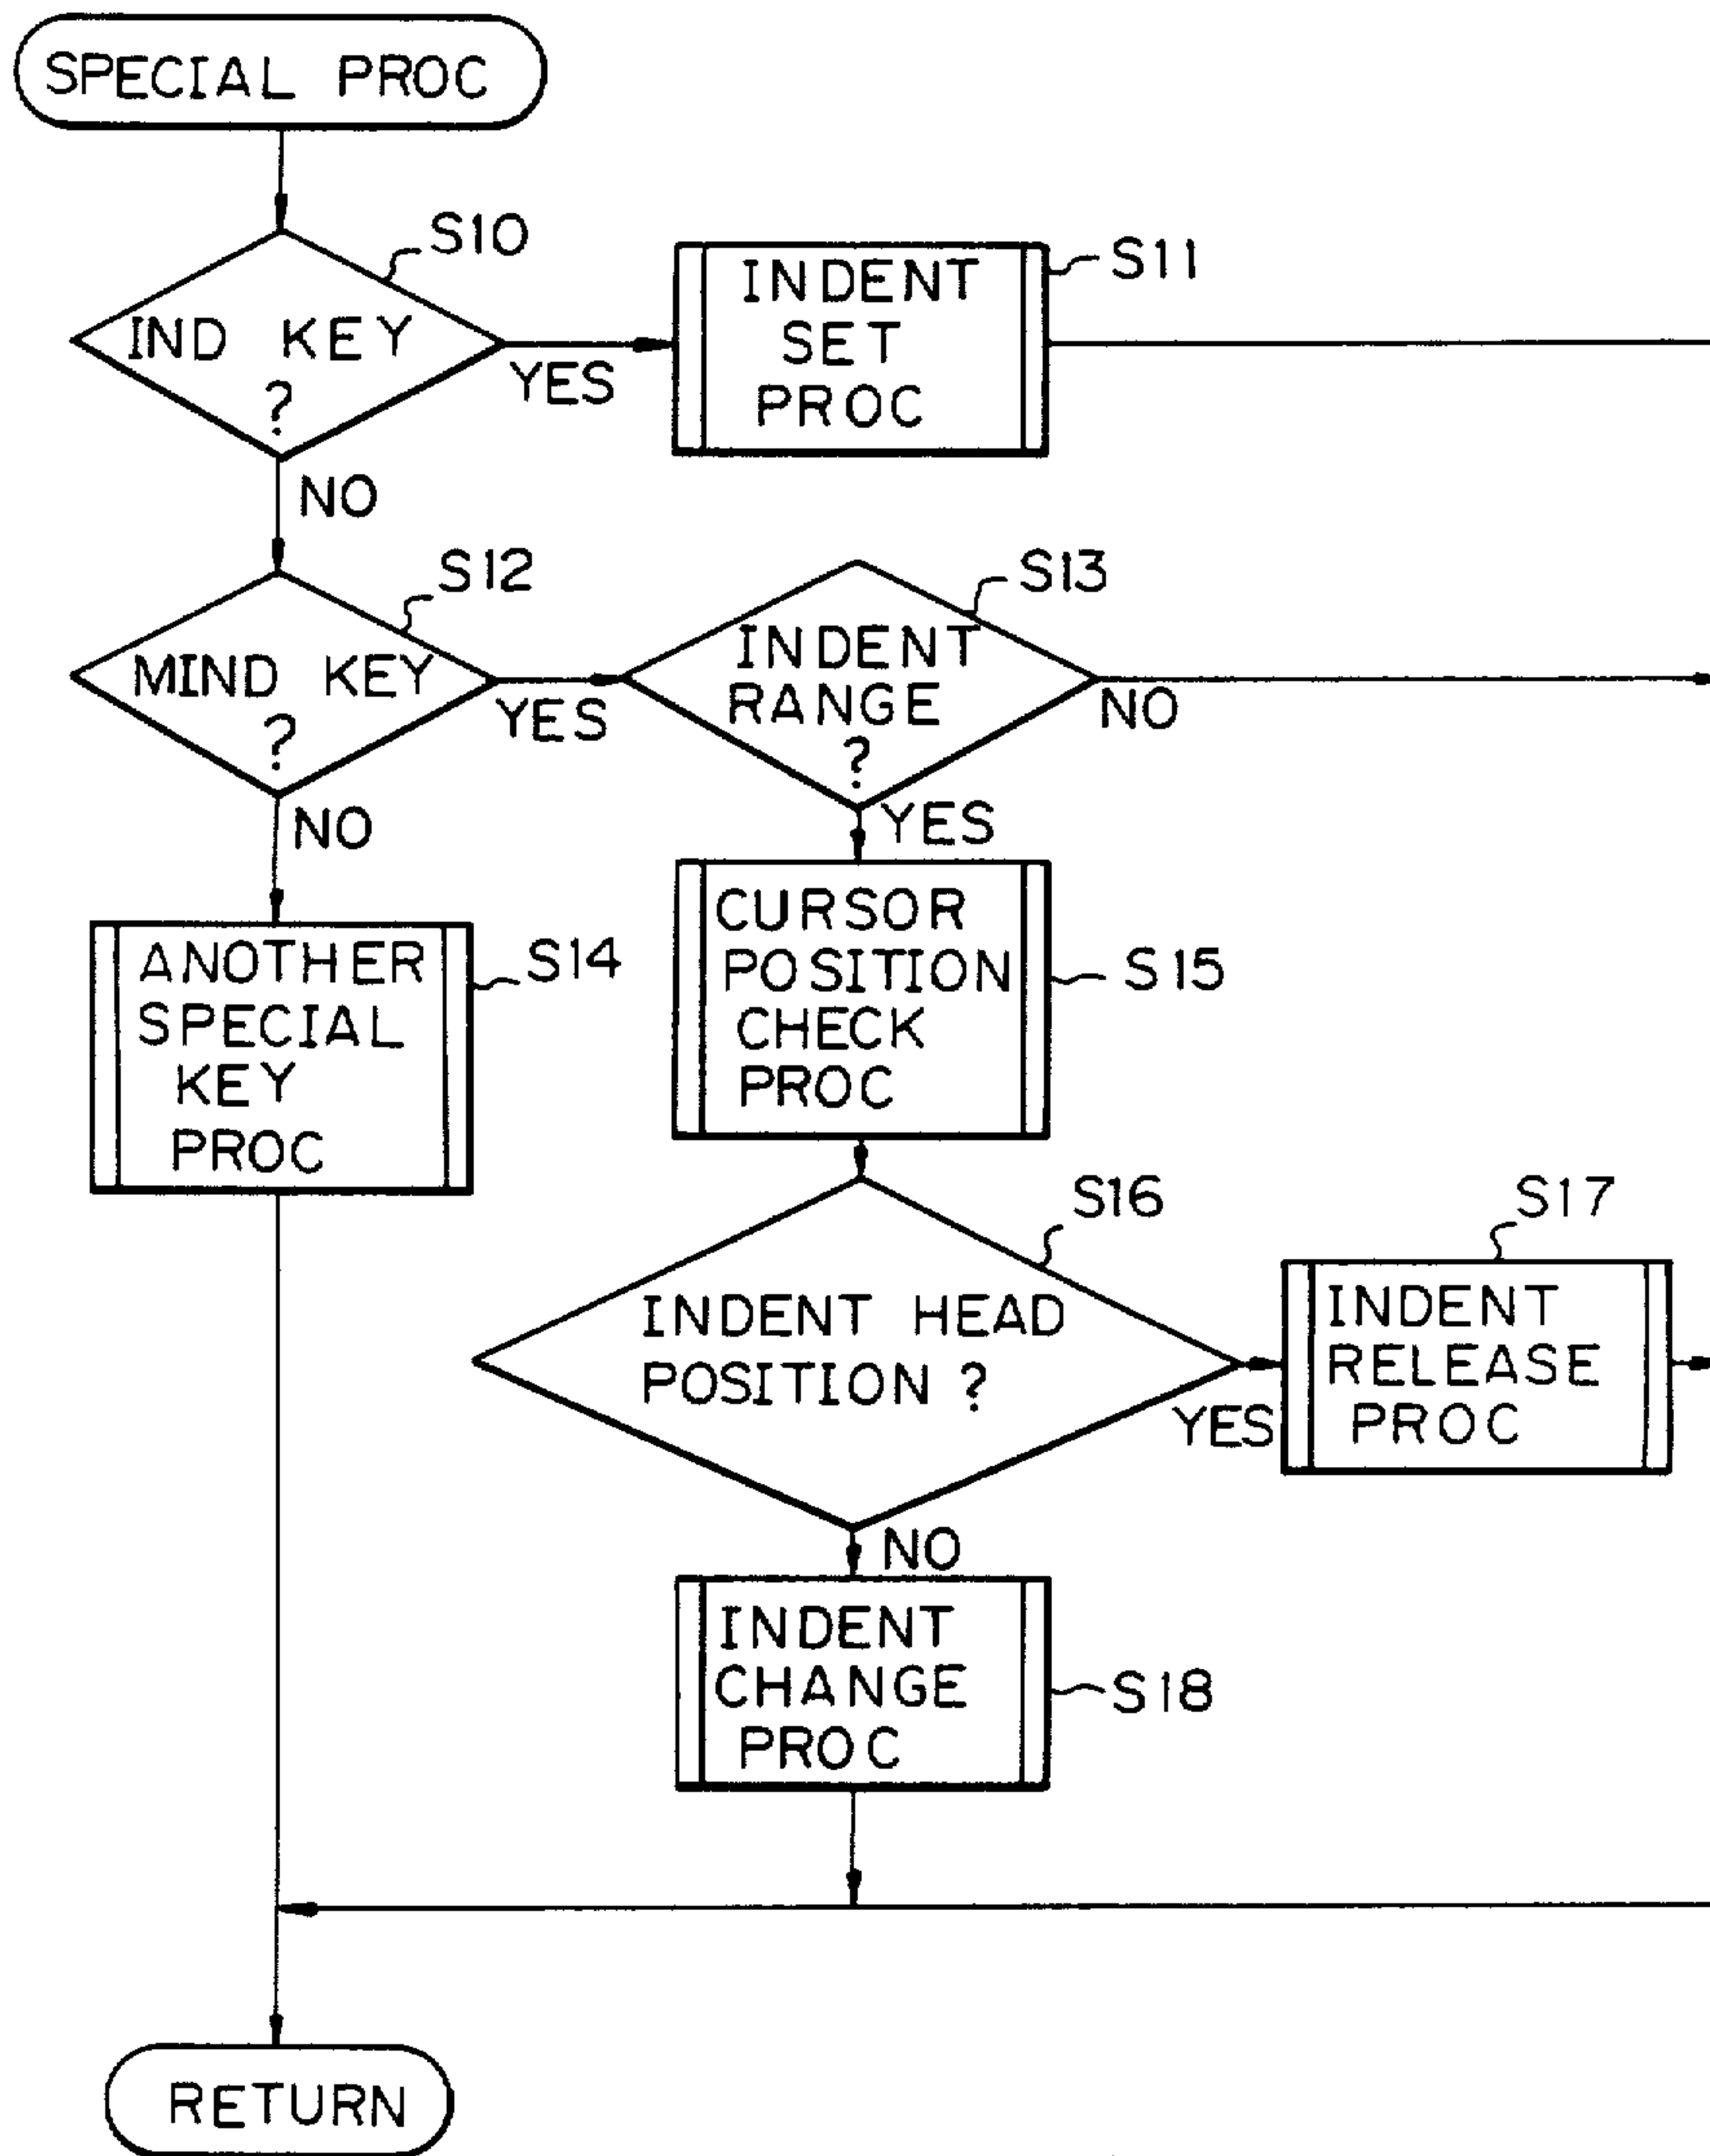 SPECIAL PROC
S10
IND KEY
?
YES
NO
INDENT
SET
PROC
S11
S12
MIND KEY
?
YES
NO
S13
INDENT
RANGE
?
NO
YES
ANOTHER
SPECIAL
KEY
PROC
S14
CURSOR
POSITION
CHECK
PROC
S15
S16
INDENT HEAD
POSITION ?
YES
NO
S17
INDENT
RELEASE
PROC
INDENT
CHANGE
PROC
S18
RETURN